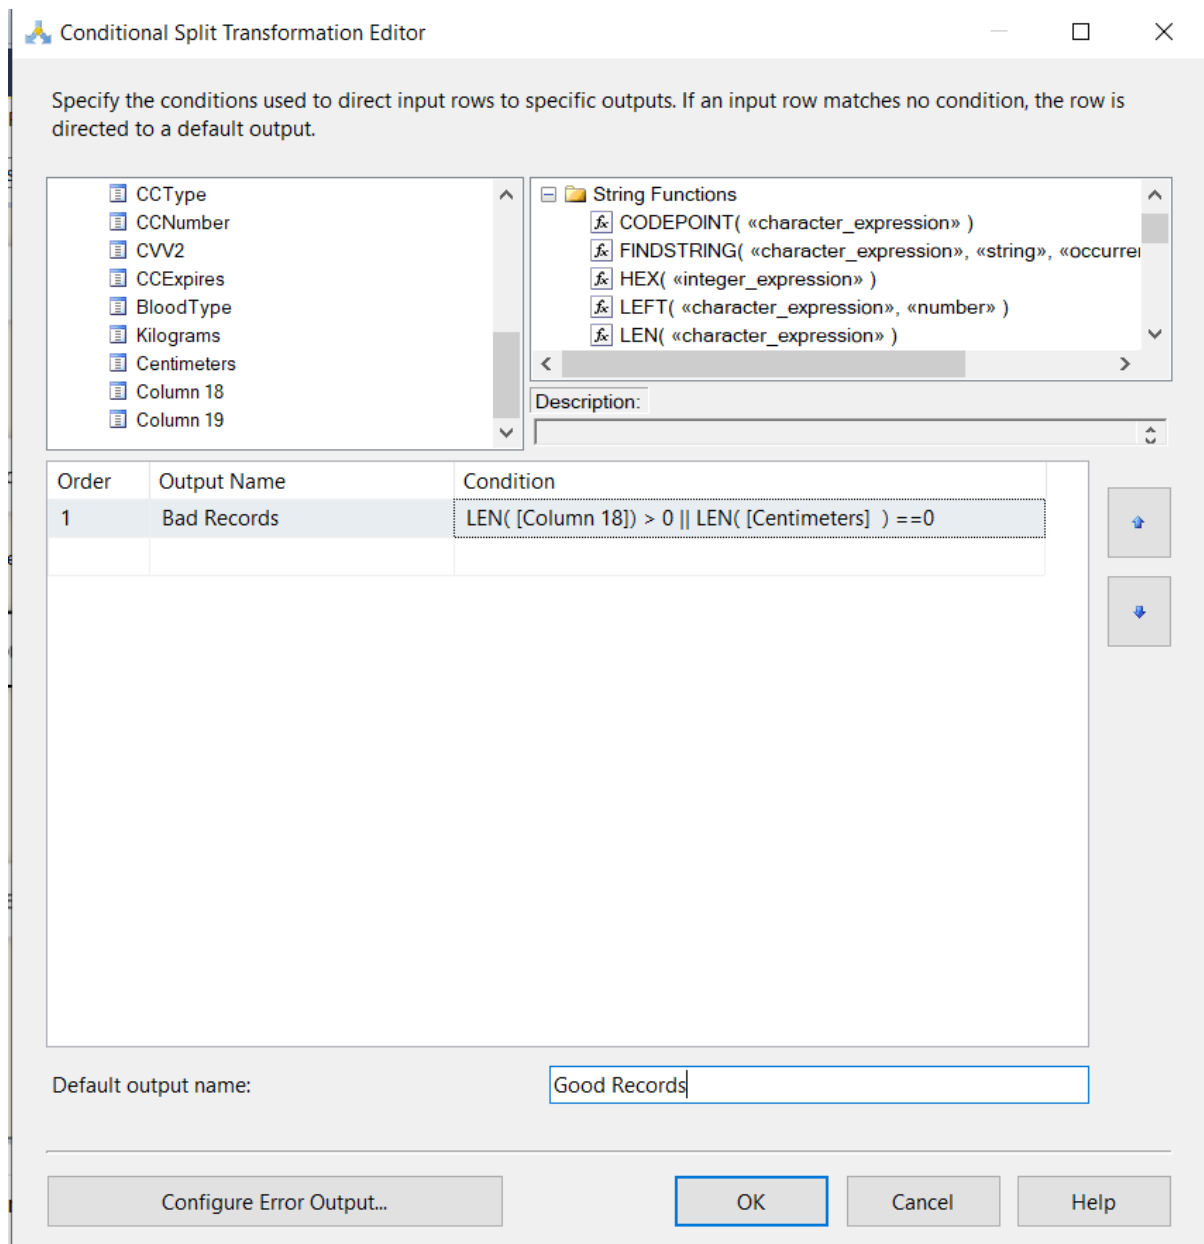 Conditional Split Transformation Editor
Specify the conditions used to direct input rows to specific outputs. If an input row matches no condition, the row is
directed to a default output.
CCType
CCNumber
CVV2
CCExpires
BloodType
Kilograms
Centimeters
Column 18
Column 19
String Functions
CODEPOINT( «character_expression» )
FINDSTRING( «character_expression», «string», «occurrer
HEX( «integer_expression» )
LEFT( «character_expression», «number» )
LEN( «character_expression» )
Description:
Order Output Name Condition
1 Bad Records LEN( [Column 18]) > 0 || LEN( [Centimeters]  ) ==0
Default output name: Good Records
Configure Error Output... OK Cancel Help